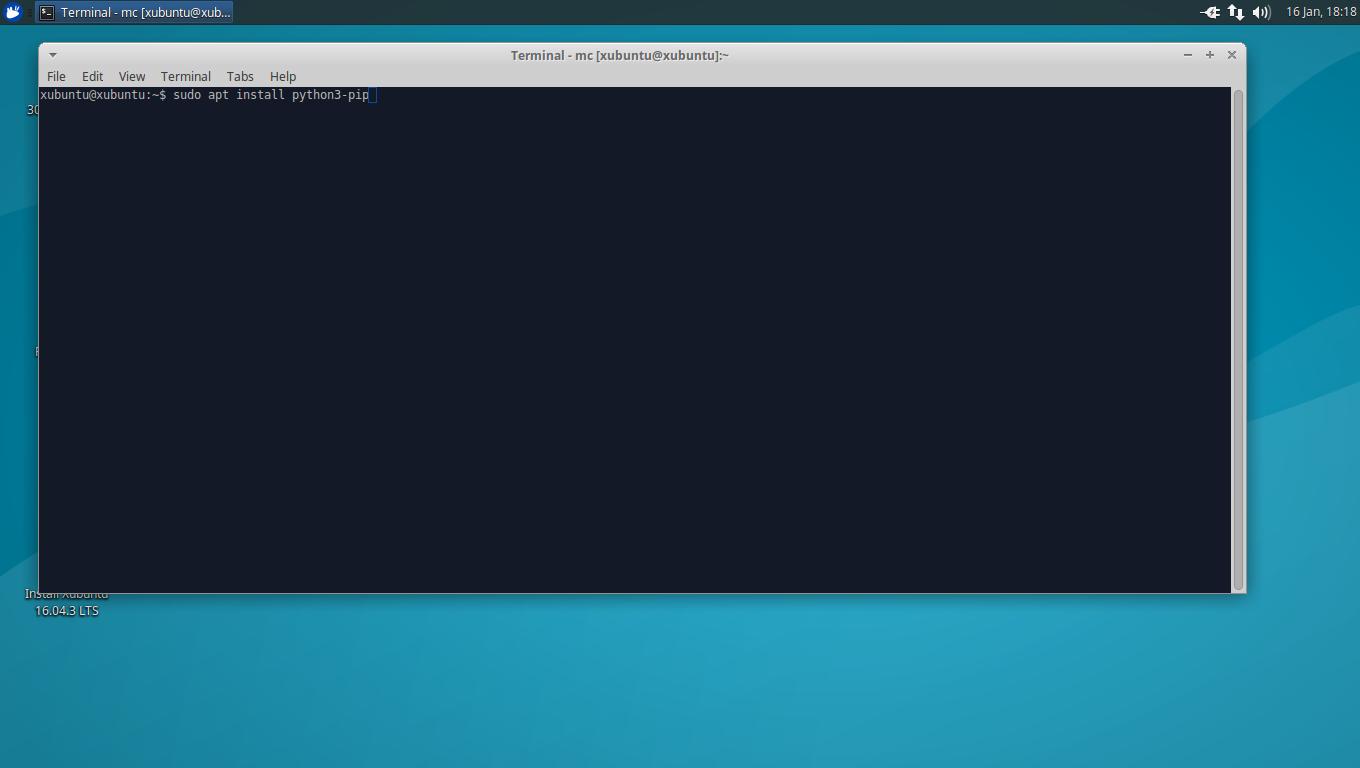 Terminal - mc [xubuntu@xub...
16 Jan, 18:18
Terminal - mc [xubuntu@xubuntu]:~
File Edit View Terminal Tabs Help
xubuntu@xubuntu:~$ sudo apt install python3-pip
30
Install Xubuntu
16.04.3 LTS